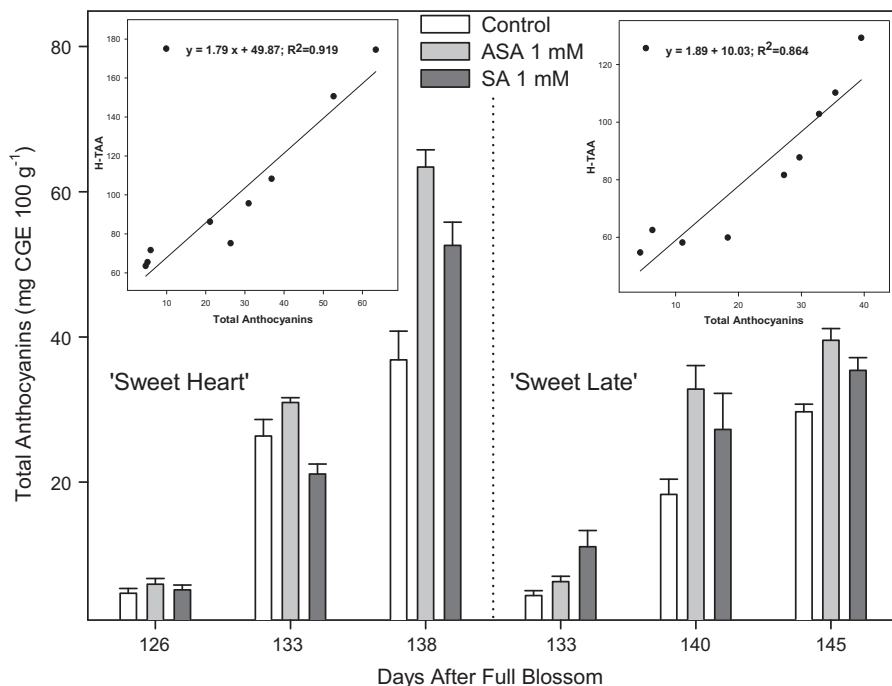 Total Anthocyanins (mg CGE 100 g⁻¹)
80
60
40
20
Control
ASA 1 mM
SA 1 mM
y = 1.79 x + 49.87; R²=0.919
H-TAA
180
160
140
120
100
80
60
10 20 30 40 50 60
Total Anthocyanins
y = 1.89 + 10.03; R²=0.864
H-TAA
120
100
80
60
10 20 30 40
Total Anthocyanins
'Sweet Heart'
'Sweet Late'
126 133 138 133 140 145
Days After Full Blossom